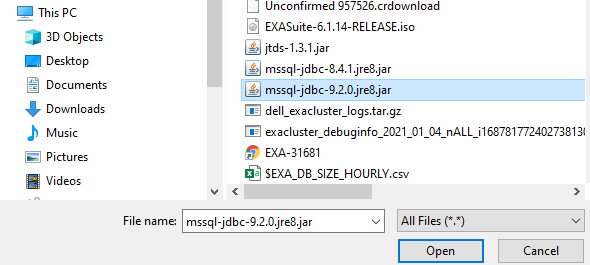 This PC
3D Objects
Desktop
Documents
Downloads
Music
Pictures
Videos
Unconfirmed 957526.crdownload
EXASuite-6.1.14-RELEASE.iso
jtds-1.3.1.jar
mssql-jdbc-8.4.1.jre8.jar
mssql-jdbc-9.2.0.jre8.jar
dell_exacluster_logs.tar.gz
exacluster_debuginfo_2021_01_04_nALL_i168781772402738130
EXA-31681
$EXA_DB_SIZE_HOURLY.csv
File name: mssql-jdbc-9.2.0.jre8.jar All Files (*.*)
Open Cancel